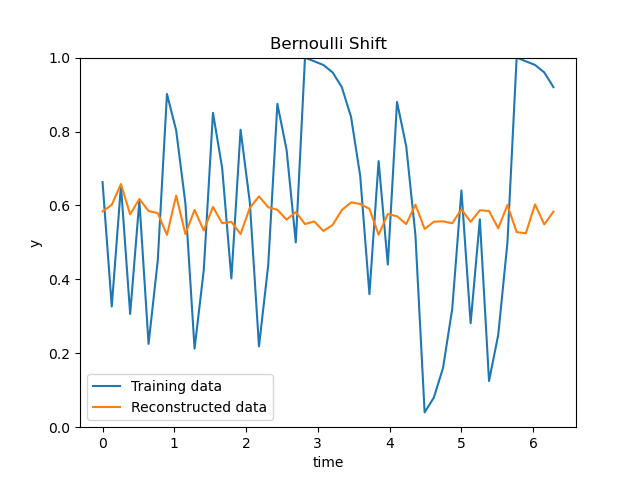 Bernoulli Shift
1.0
0.8
0.6
0.4
0.2
0.0
y
Training data
Reconstructed data
0 1 2 3 4 5 6
time